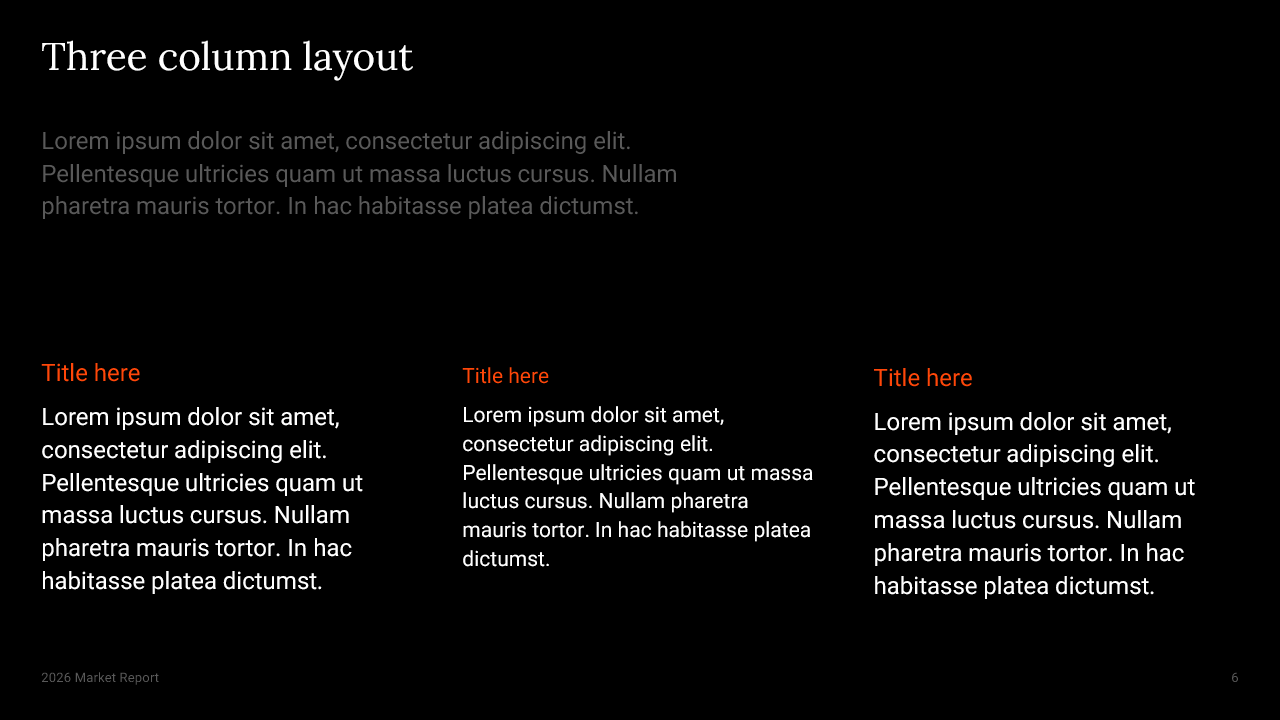 Three column layout
Lorem ipsum dolor sit amet, consectetur adipiscing elit.
Pellentesque ultricies quam ut massa luctus cursus. Nullam
pharetra mauris tortor. In hac habitasse platea dictumst.
Title here
Lorem ipsum dolor sit amet,
consectetur adipiscing elit.
Pellentesque ultricies quam ut
massa luctus cursus. Nullam
pharetra mauris tortor. In hac
habitasse platea dictumst.
Title here
Lorem ipsum dolor sit amet,
consectetur adipiscing elit.
Pellentesque ultricies quam ut massa
luctus cursus. Nullam pharetra
mauris tortor. In hac habitasse platea
dictumst.
Title here
Lorem ipsum dolor sit amet,
consectetur adipiscing elit.
Pellentesque ultricies quam ut
massa luctus cursus. Nullam
pharetra mauris tortor. In hac
habitasse platea dictumst.
2026 Market Report
6